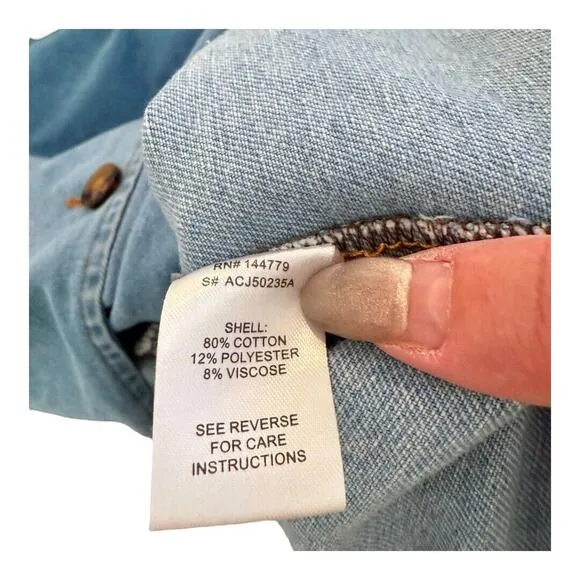 RN# 144779
S# ACJ50235A
SHELL:
80% COTTON
12% POLYESTER
8% VISCOSE
SEE REVERSE
FOR CARE
INSTRUCTIONS